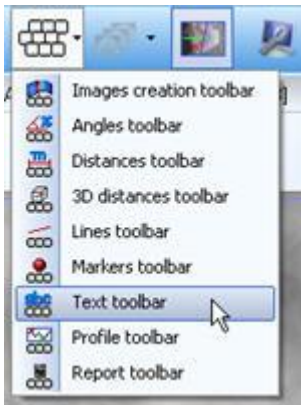 Images creation toolbar
Angles toolbar
Distances toolbar
3D distances toolbar
Lines toolbar
Markers toolbar
Text toolbar
Profile toolbar
Report toolbar